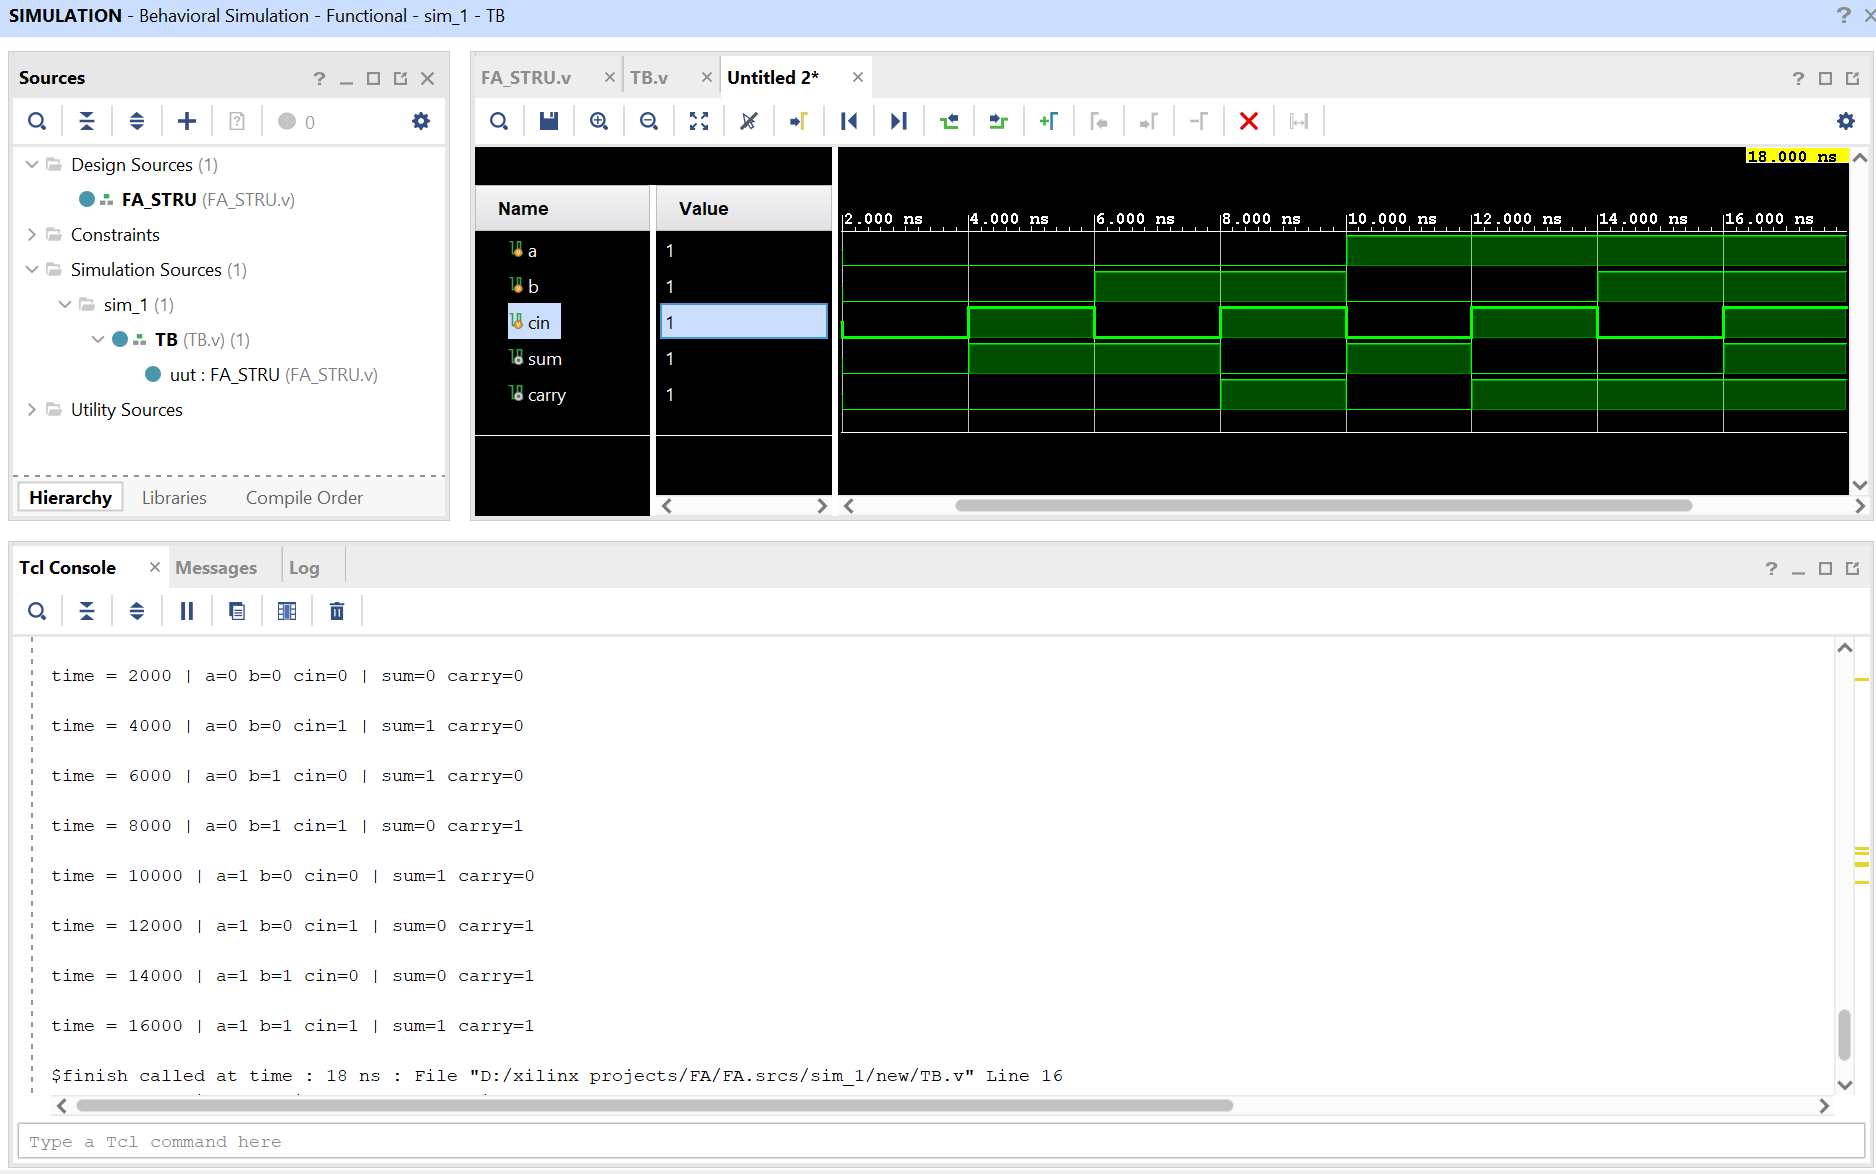 SIMULATION - Behavioral Simulation - Functional - sim_1 - TB
Sources
0
Design Sources (1)
FA_STRU (FA_STRU.v)
Constraints
Simulation Sources (1)
sim_1 (1)
TB (TB.v) (1)
uut : FA_STRU (FA_STRU.v)
Utility Sources
Hierarchy Libraries Compile Order
FA_STRU.v TB.v Untitled 2*
18.000 ns
Name Value
2.000 ns 4.000 ns 6.000 ns 8.000 ns 10.000 ns 12.000 ns 14.000 ns 16.000 ns
a 1
b 1
cin 1
sum 1
carry 1
Tcl Console Messages Log
time = 2000 | a=0 b=0 cin=0 | sum=0 carry=0
time = 4000 | a=0 b=0 cin=1 | sum=1 carry=0
time = 6000 | a=0 b=1 cin=0 | sum=1 carry=0
time = 8000 | a=0 b=1 cin=1 | sum=0 carry=1
time = 10000 | a=1 b=0 cin=0 | sum=1 carry=0
time = 12000 | a=1 b=0 cin=1 | sum=0 carry=1
time = 14000 | a=1 b=1 cin=0 | sum=0 carry=1
time = 16000 | a=1 b=1 cin=1 | sum=1 carry=1
$finish called at time : 18 ns : File "D:/xilinx projects/FA/FA.srcs/sim_1/new/TB.v" Line 16
Type a Tcl command here